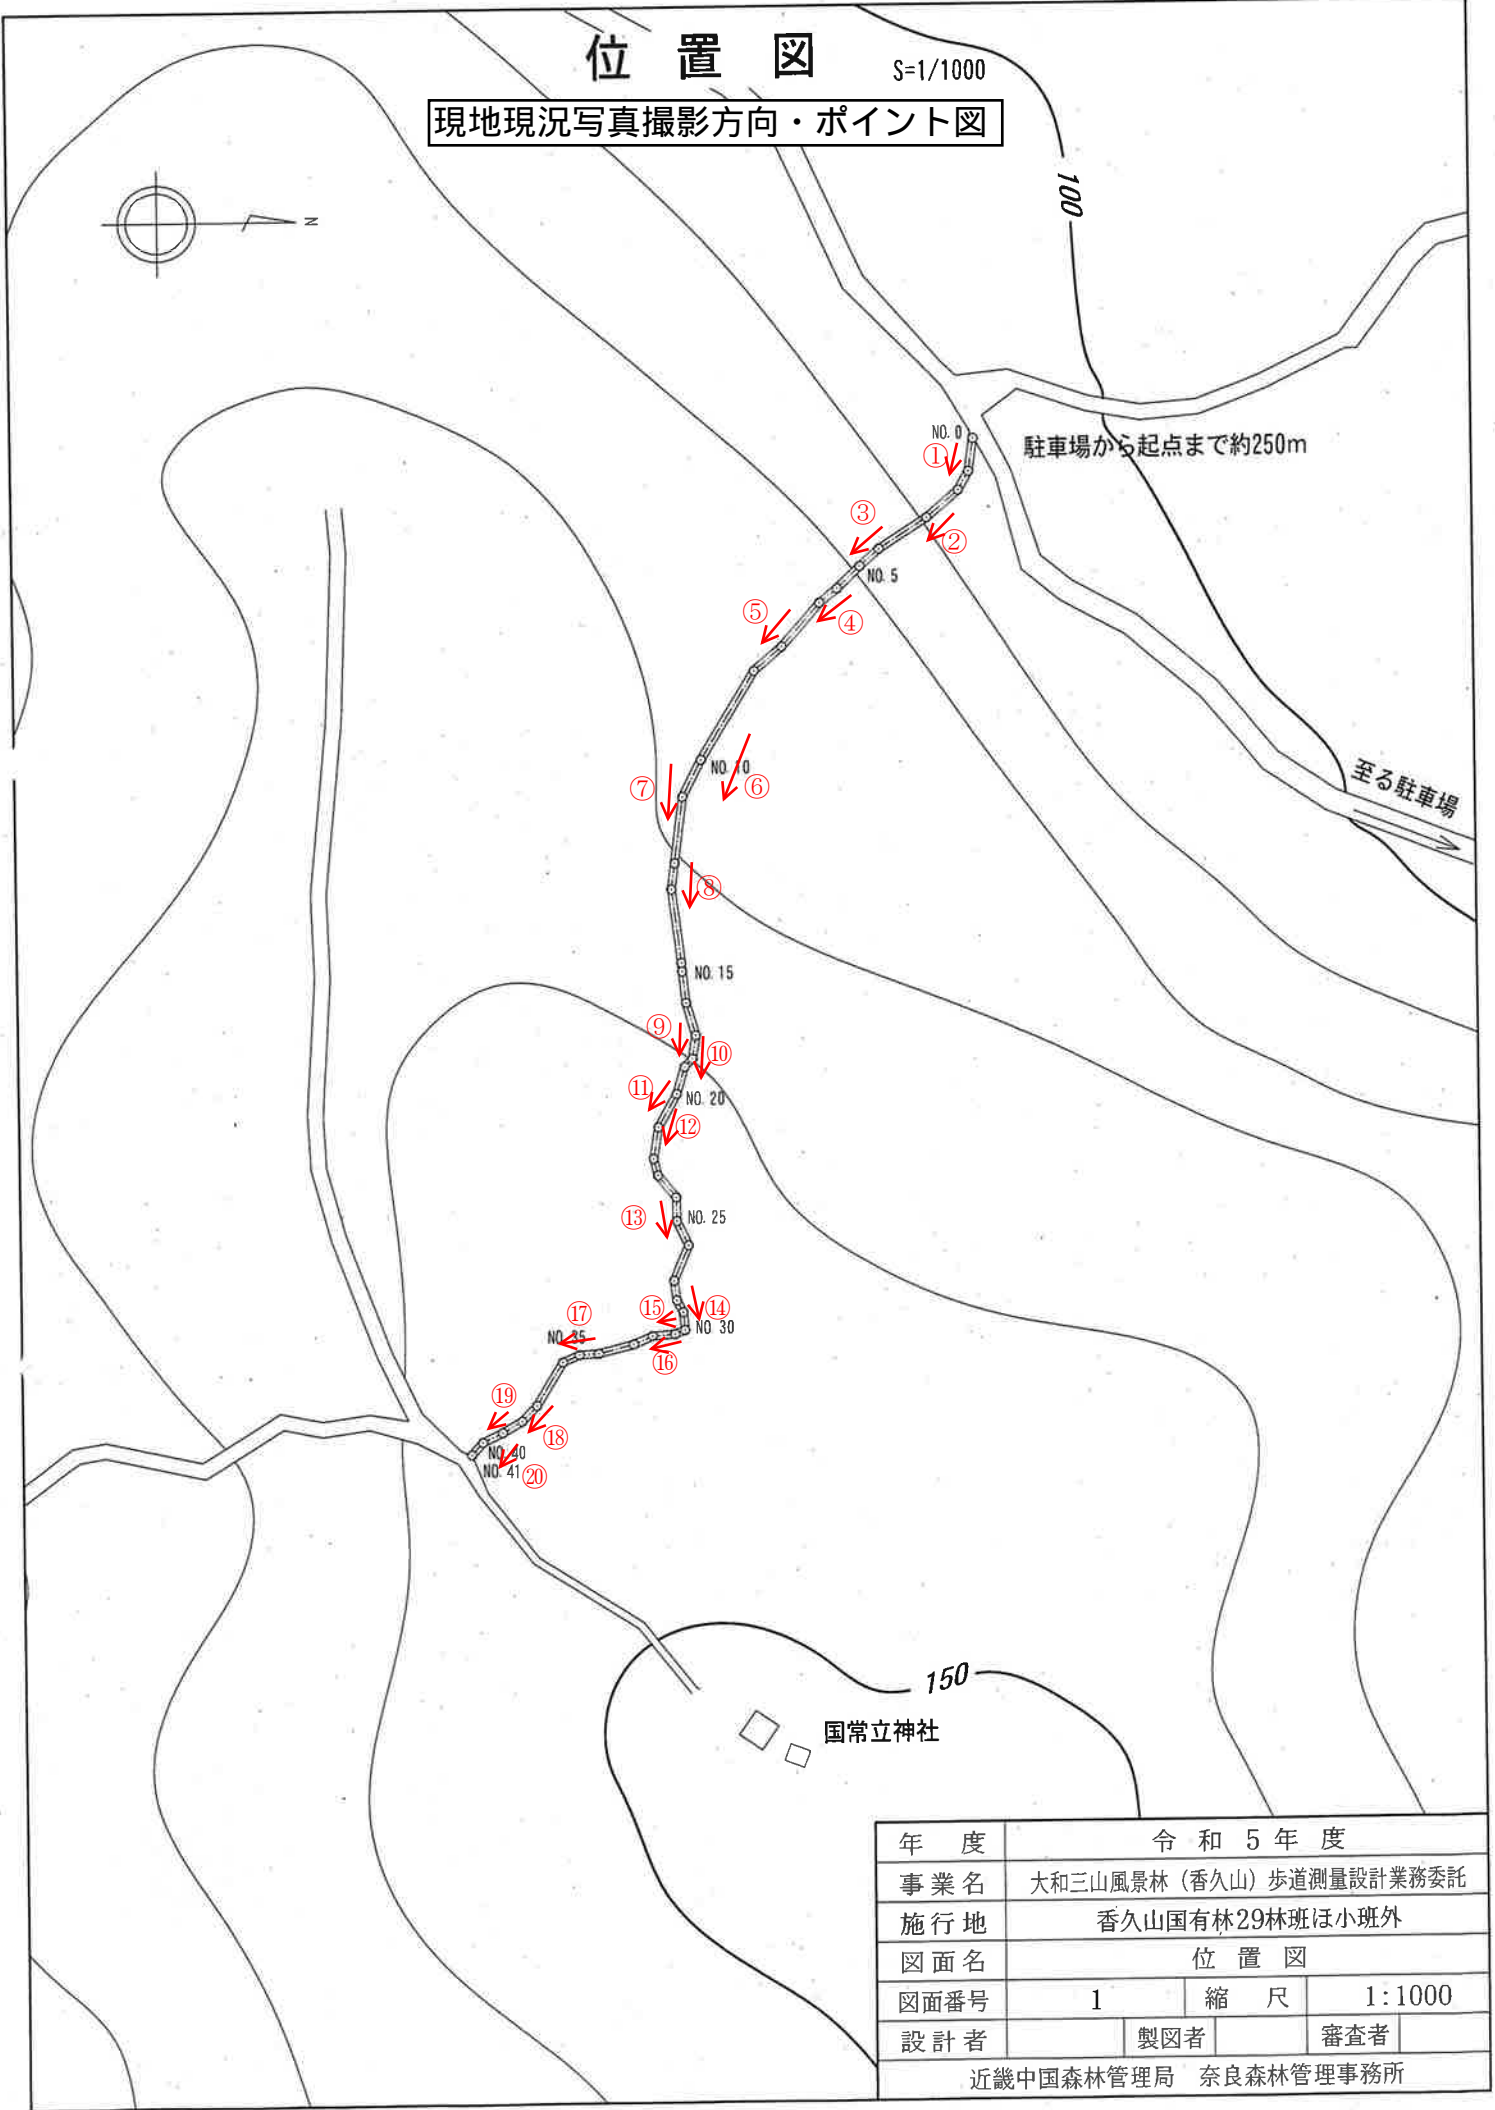 位置図 S=1/1000
現地現況写真撮影方向・ポイント図
100
N
NO. 0
駐車場から起点まで約250m
①
③
②
NO. 5
⑤
④
至る駐車場
NO. 10
⑦
⑥
⑧
NO. 15
⑨
⑩
⑪
NO. 20
⑫
⑬
NO. 25
⑰
⑮
⑭
NO 30
NO. 35
⑯
⑲
⑱
NO. 40
NO. 41
⑳
150
国常立神社
年度 令和5年度
事業名 大和三山風景林(香久山)歩道測量設計業務委託
施行地 香久山国有林29林班ほ小班外
図面名 位置図
図面番号 1 縮尺 1:1000
設計者 製図者 審査者
近畿中国森林管理局 奈良森林管理事務所